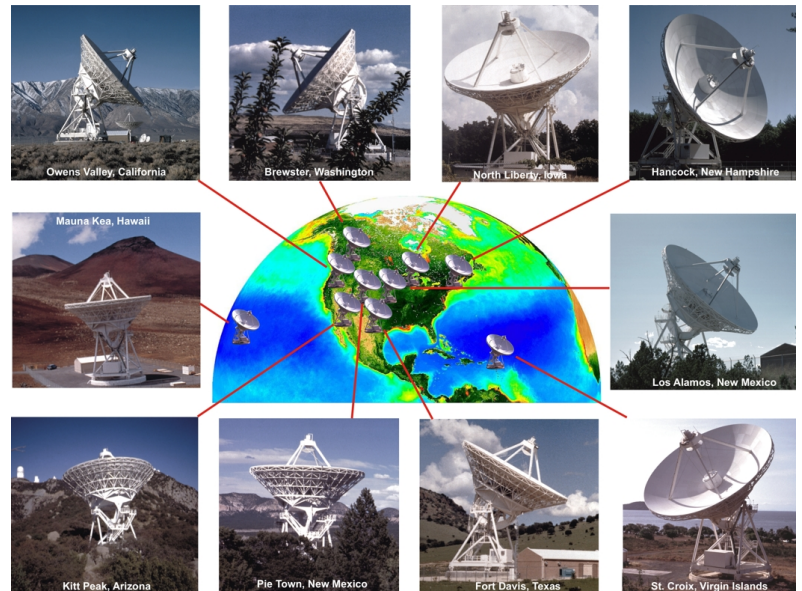 Owens Valley, California
Brewster, Washington
North Liberty, Iowa
Hancock, New Hampshire
Mauna Kea, Hawaii
Los Alamos, New Mexico
Kitt Peak, Arizona
Pie Town, New Mexico
Fort Davis, Texas
St. Croix, Virgin Islands